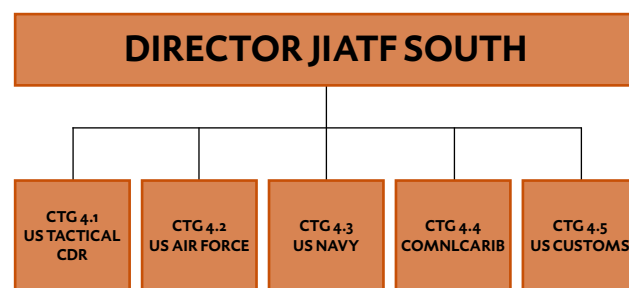 DIRECTOR JIATF SOUTH
CTG 4.1
US TACTICAL
CDR
CTG 4.2
US AIR FORCE
CTG 4.3
US NAVY
CTG 4.4
COMNLCARIB
CTG 4.5
US CUSTOMS